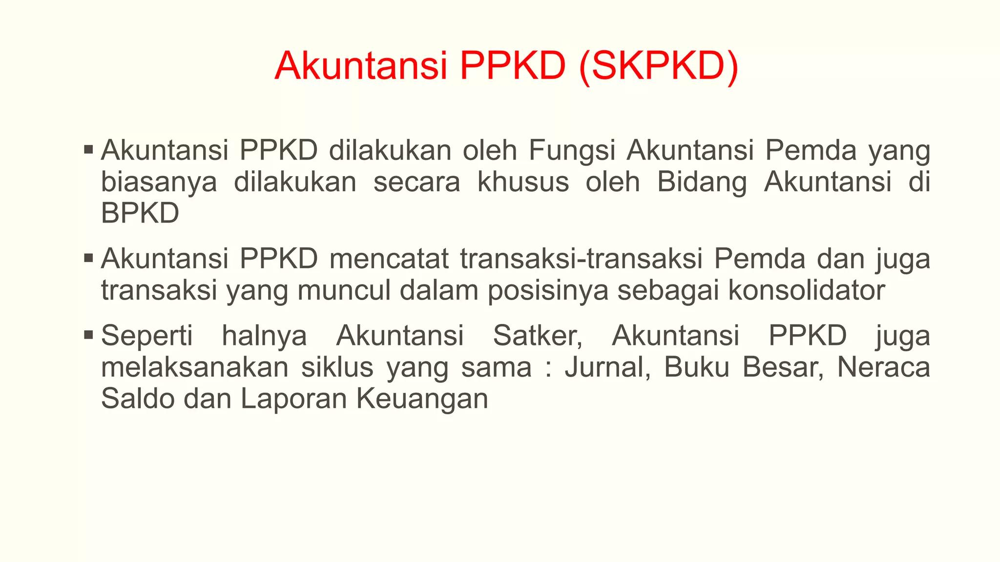 Akuntansi PPKD (SKPKD)
▪ Akuntansi PPKD dilakukan oleh Fungsi Akuntansi Pemda yang
biasanya dilakukan secara khusus oleh Bidang Akuntansi di
BPKD
▪ Akuntansi PPKD mencatat transaksi-transaksi Pemda dan juga
transaksi yang muncul dalam posisinya sebagai konsolidator
▪ Seperti halnya Akuntansi Satker, Akuntansi PPKD juga
melaksanakan siklus yang sama : Jurnal, Buku Besar, Neraca
Saldo dan Laporan Keuangan